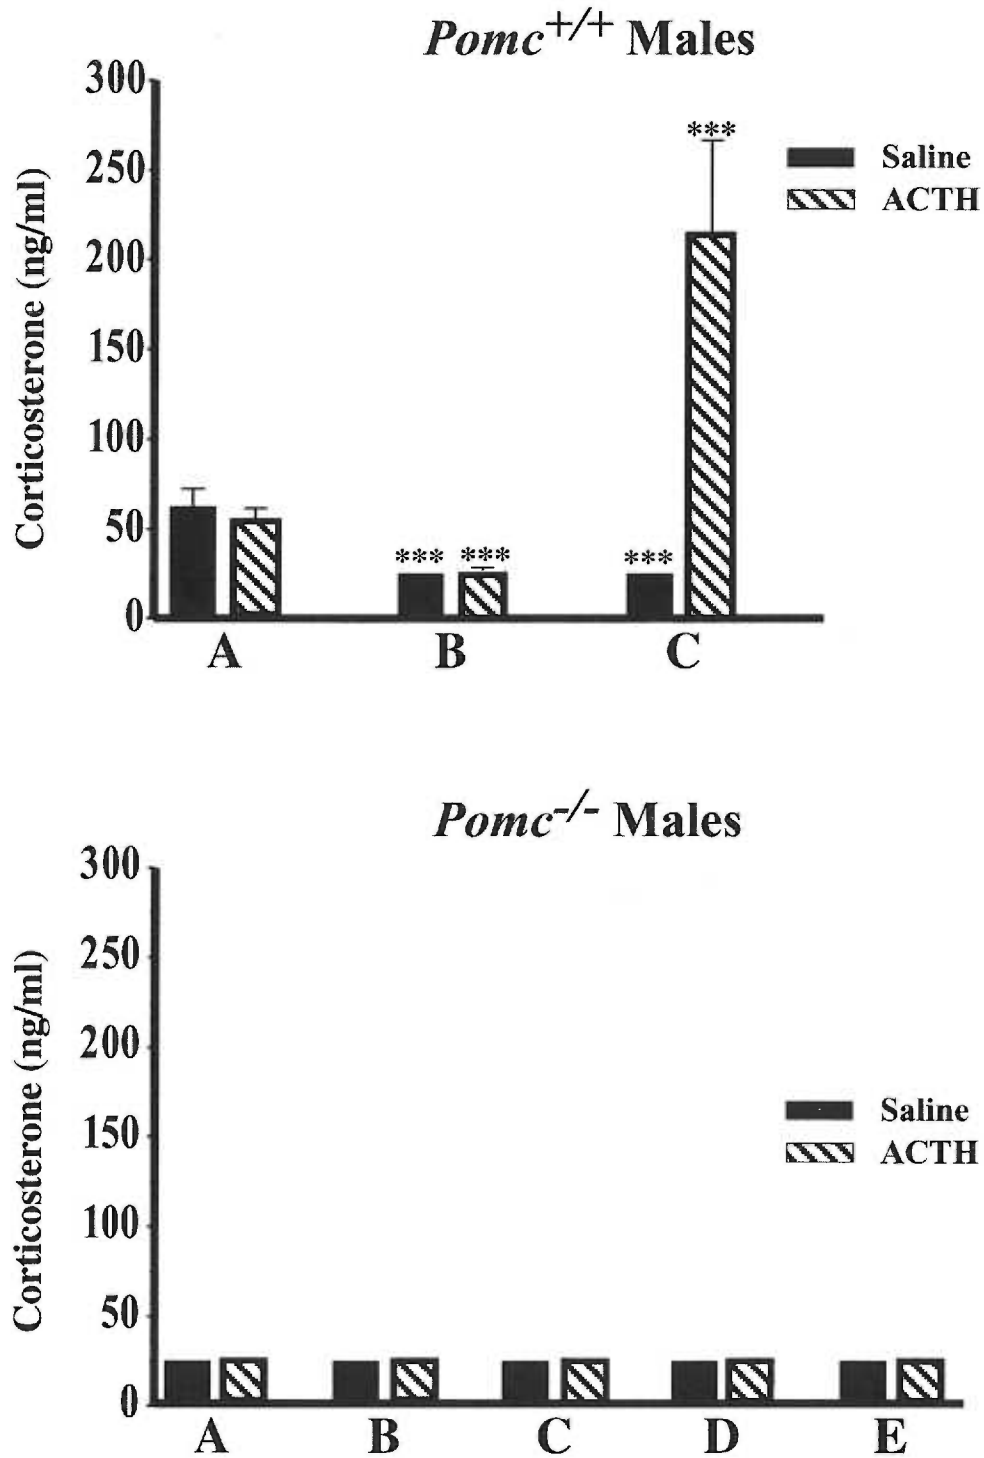 Pomc+/+ Males
300
250
200
150
100
50
0
Corticosterone (ng/ml)
***
***
***
***
Saline
ACTH
A B C
Pomc-/- Males
300
250
200
150
100
50
0
Corticosterone (ng/ml)
Saline
ACTH
A B C D E